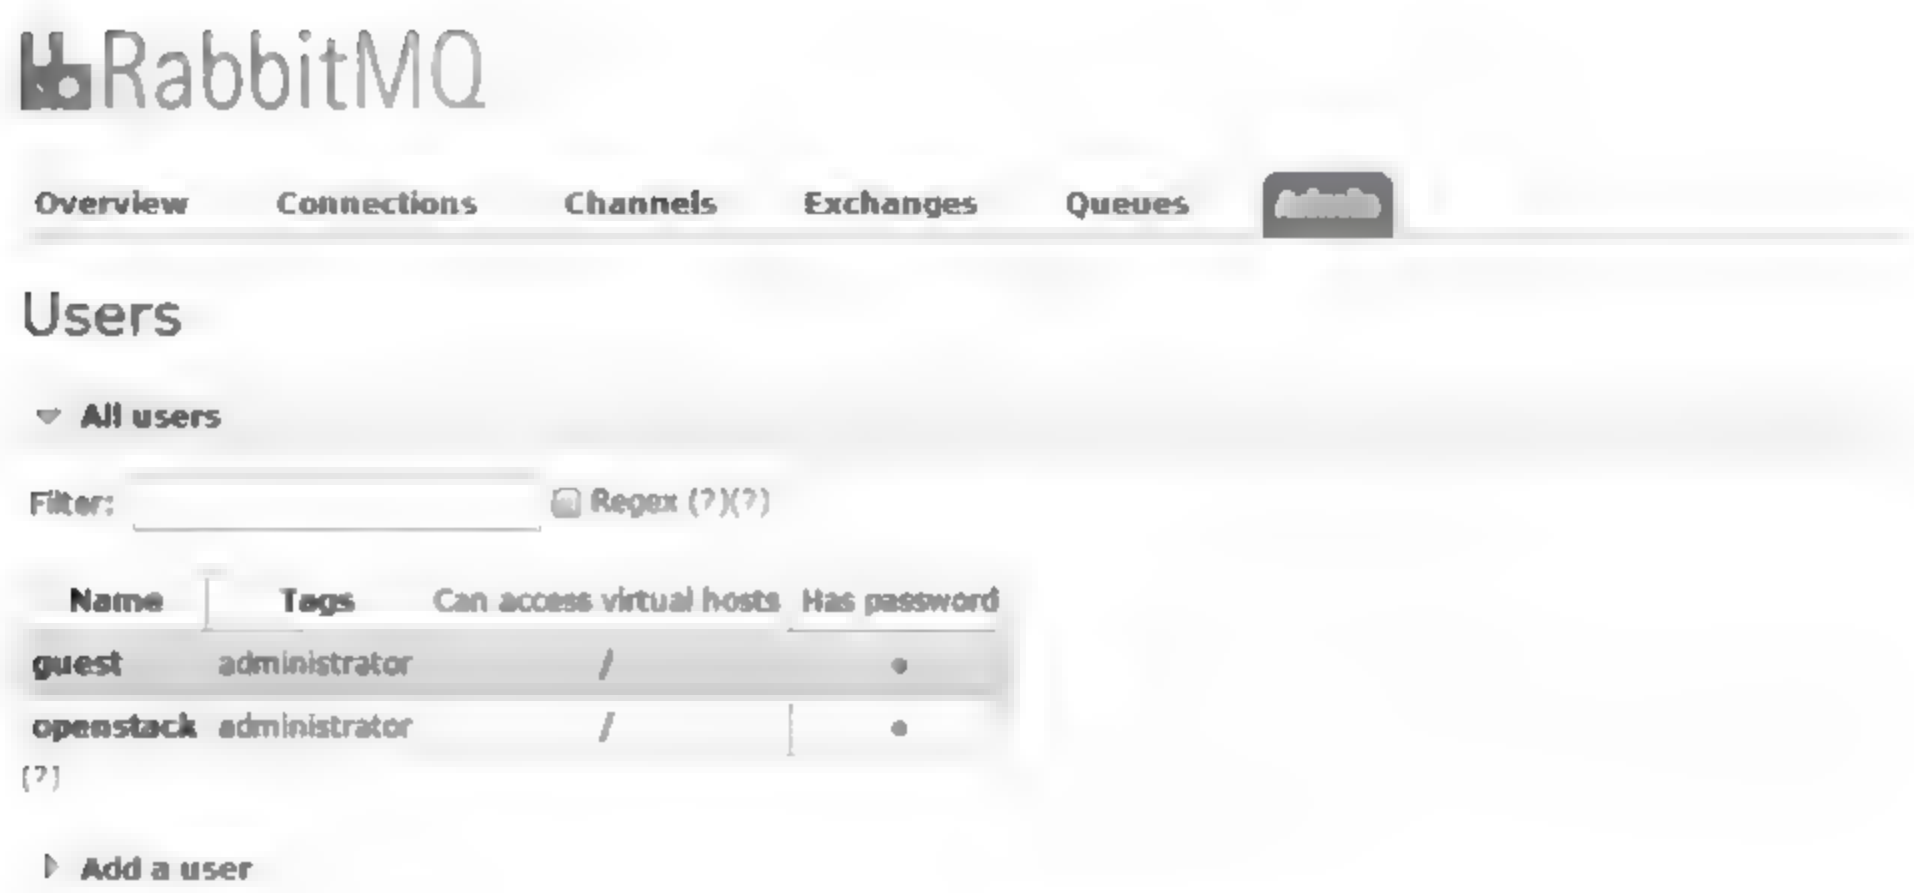 RabbitMQ
Overview Connections Channels Exchanges Queues Admin
Users
All users
Filter: Regex (?)(?)
Name Tags Can access virtual hosts Has password
guest administrator / •
openstack administrator / •
(?)
Add a user